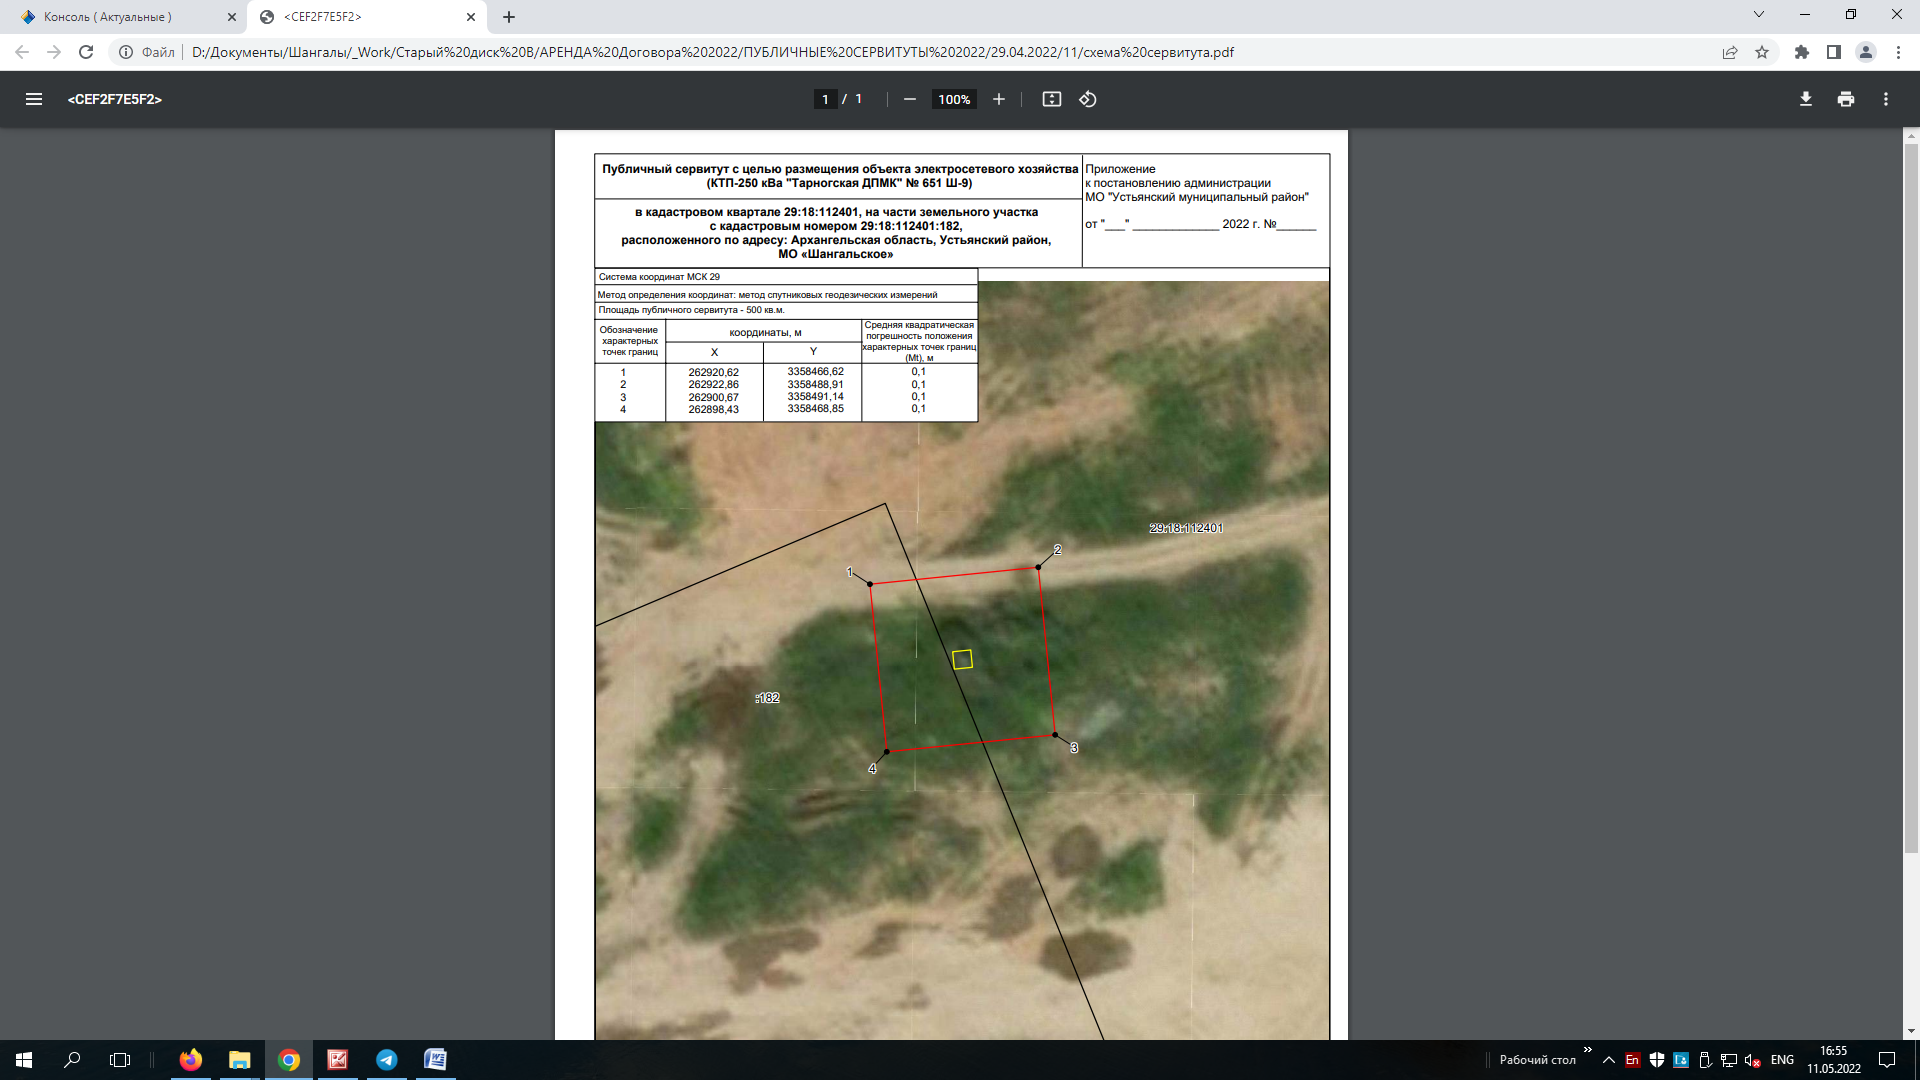 Консоль ( Актуальные )
<CEF2F7E5F2>
Файл
D:/Документы/Шангалы/_Work/Старый%20диск%20В/АРЕНДА%20Договора%202022/ПУБЛИЧНЫЕ%20СЕРВИТУТЫ%202022/29.04.2022/11/схема%20сервитута.pdf
<CEF2F7E5F2>
1 / 1
100%
Публичный сервитут с целью размещения объекта электросетевого хозяйства
(КТП-250 кВа "Тарногская ДПМК" № 651 Ш-9)
в кадастровом квартале 29:18:112401, на части земельного участка
с кадастровым номером 29:18:112401:182,
расположенного по адресу: Архангельская область, Устьянский район,
МО «Шангальское»
Приложение
к постановлению администрации
МО "Устьянский муниципальный район"
от "___" _____________ 2022 г. №______
Система координат МСК 29
Метод определения координат: метод спутниковых геодезических измерений
Площадь публичного сервитута - 500 кв.м.
Обозначение
характерных
точек границ
координаты, м
X
Y
Средняя квадратическая
погрешность положения
характерных точек границ
(Mt), м
1 262920,62 3358466,62 0,1
2 262922,86 3358488,91 0,1
3 262900,67 3358491,14 0,1
4 262898,43 3358468,85 0,1
29:18:112401
2
1
:182
3
4
Рабочий стол
En
ENG
16:55
11.05.2022